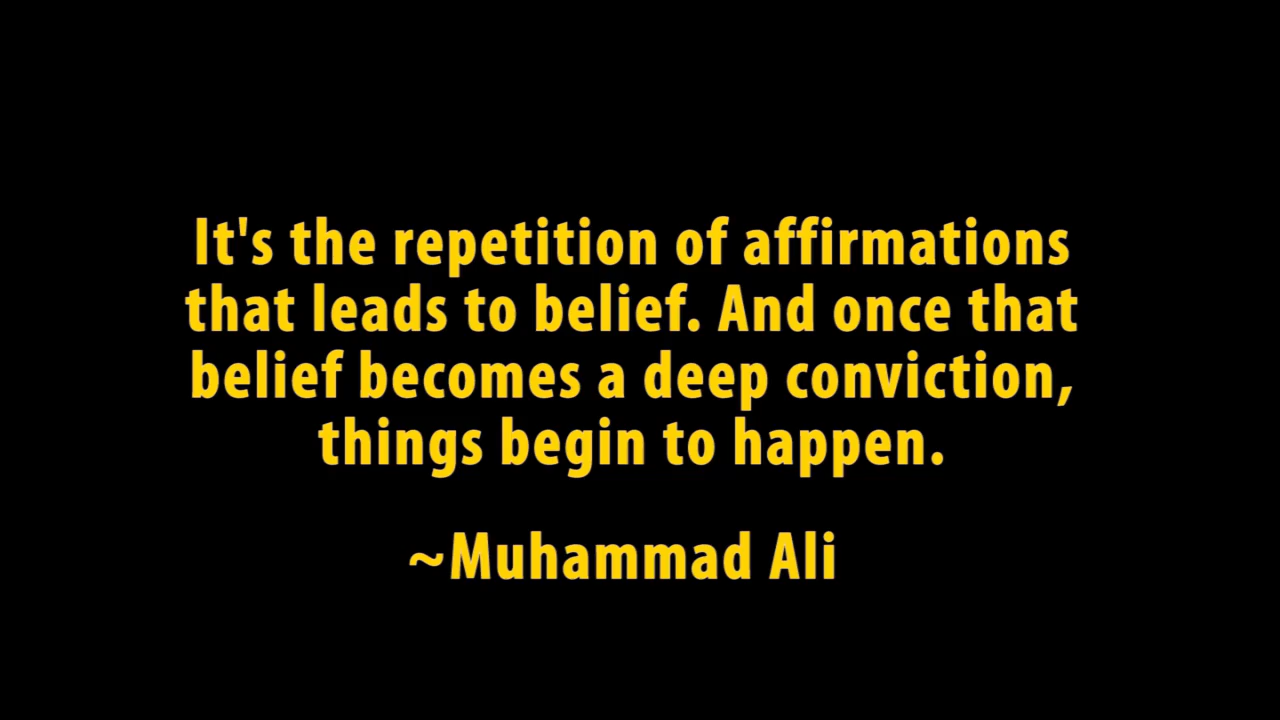 It's the repetition of affirmations
that leads to belief. And once that
belief becomes a deep conviction,
things begin to happen.
~Muhammad Ali